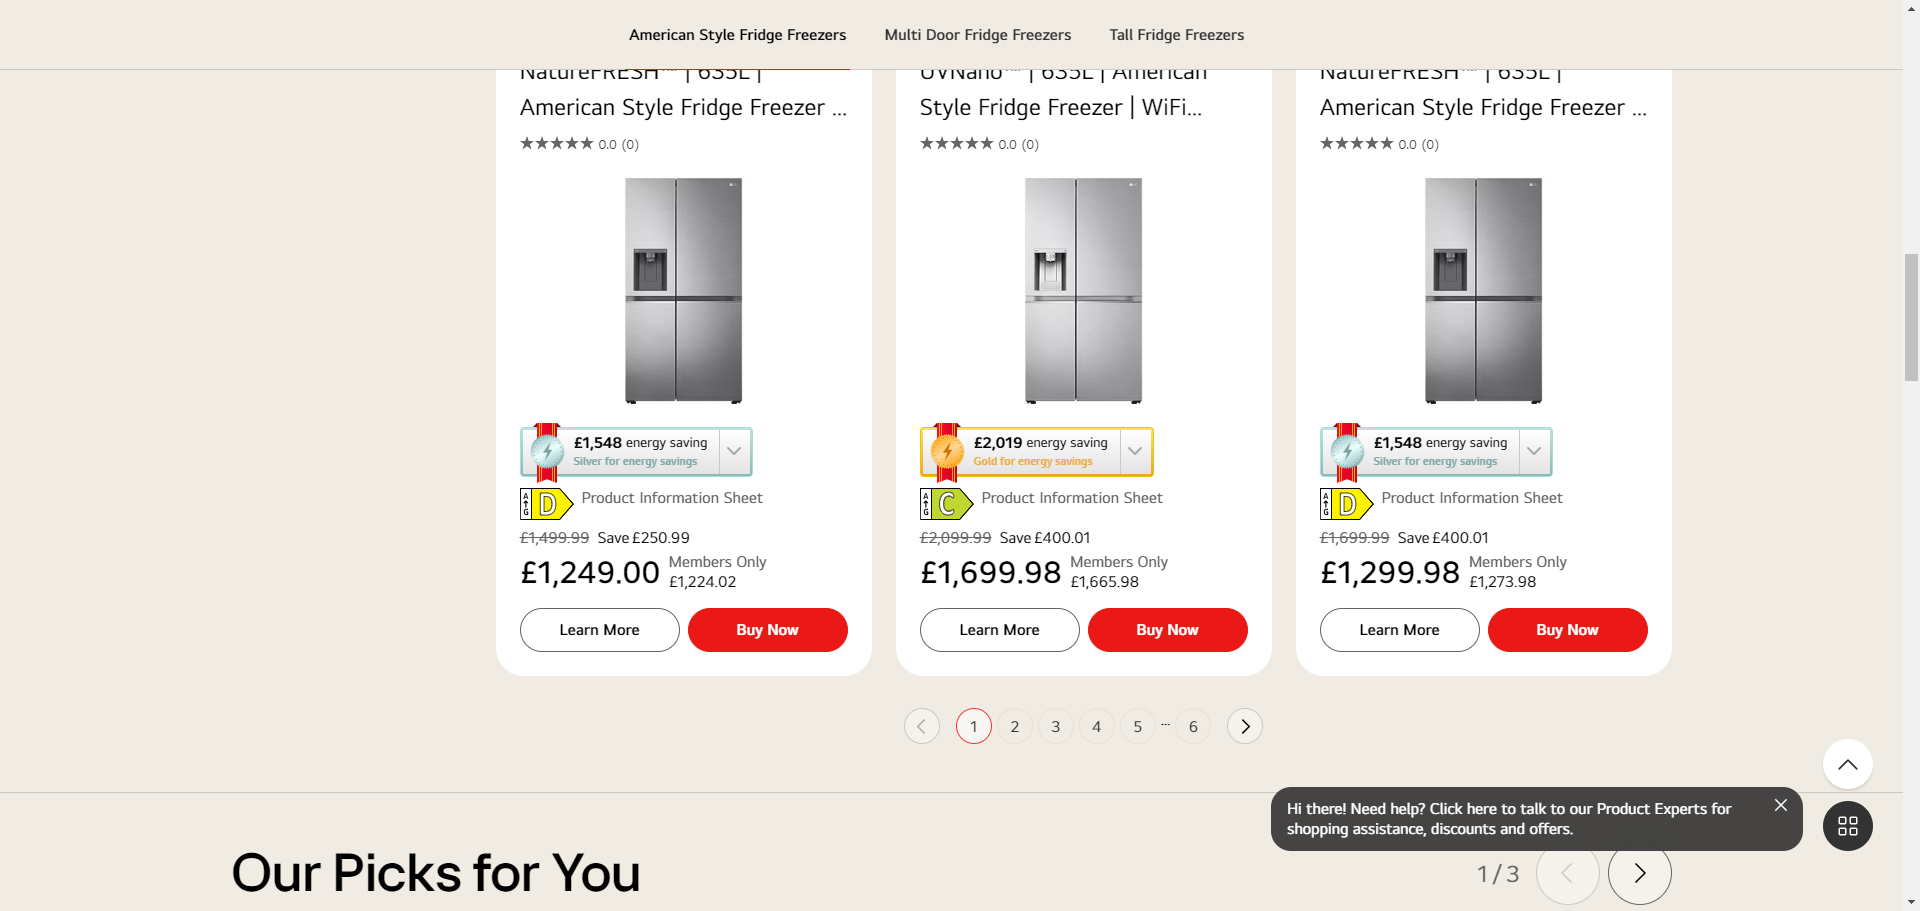 American Style Fridge Freezers
Multi Door Fridge Freezers
Tall Fridge Freezers
NatureFRESH™ | 635L |
American Style Fridge Freezer ...
0.0 (0)
£1,548 energy saving
Silver for energy savings
A
G
D
Product Information Sheet
£1,499.99 Save £250.99
£1,249.00
Members Only
£1,224.02
Learn More
Buy Now
UVNano™ | 635L | American
Style Fridge Freezer | WiFi...
0.0 (0)
£2,019 energy saving
Gold for energy savings
A
G
C
Product Information Sheet
£2,099.99 Save £400.01
£1,699.98
Members Only
£1,665.98
Learn More
Buy Now
NatureFRESH™ | 635L |
American Style Fridge Freezer ...
0.0 (0)
£1,548 energy saving
Silver for energy savings
A
G
D
Product Information Sheet
£1,699.99 Save £400.01
£1,299.98
Members Only
£1,273.98
Learn More
Buy Now
1 2 3 4 5 ... 6
Hi there! Need help? Click here to talk to our Product Experts for
shopping assistance, discounts and offers.
Our Picks for You
1 / 3